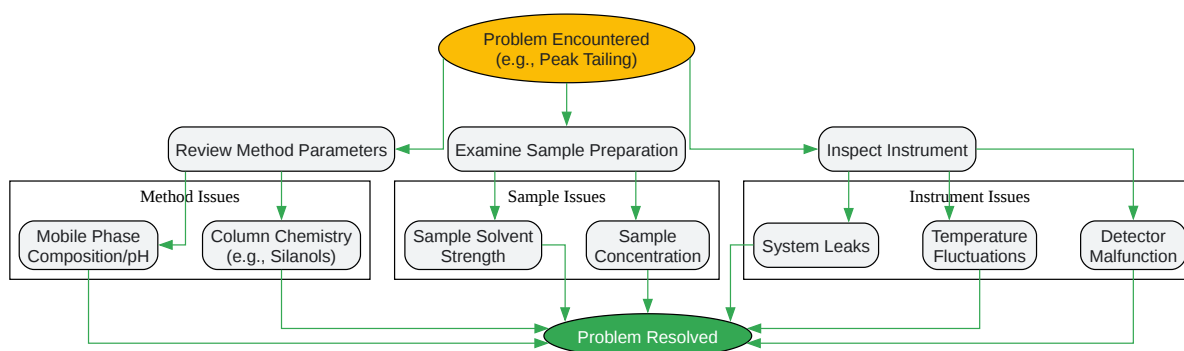 Problem Encountered
(e.g., Peak Tailing)
Review Method Parameters
Examine Sample Preparation
Inspect Instrument
Method Issues
Sample Issues
Instrument Issues
Mobile Phase
Composition/pH
Column Chemistry
(e.g., Silanols)
Sample Solvent
Strength
Sample
Concentration
System Leaks
Temperature
Fluctuations
Detector
Malfunction
Problem Resolved